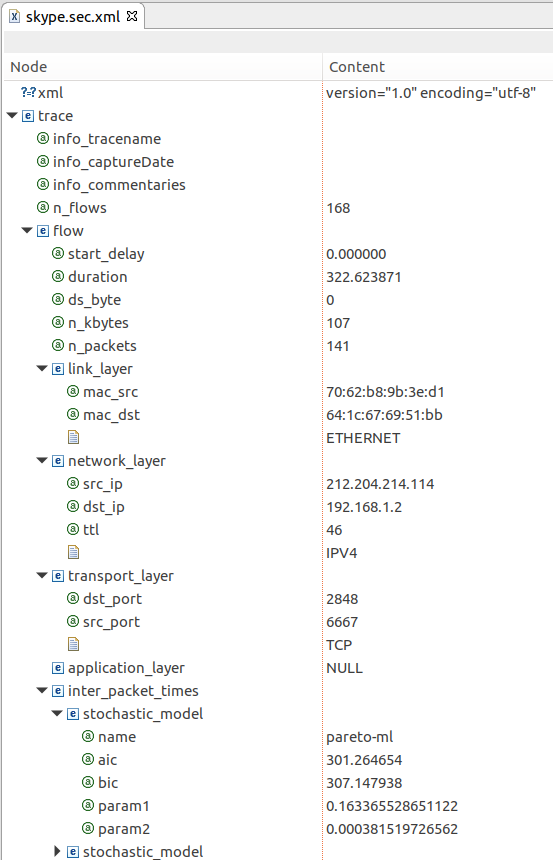 skype.sec.xml
Node Content
?=? xml version="1.0" encoding="utf-8"
e trace
a info_tracename
a info_captureDate
a info_commentaries
a n_flows 168
e flow
a start_delay 0.000000
a duration 322.623871
a ds_byte 0
a n_kbytes 107
a n_packets 141
e link_layer
a mac_src 70:62:b8:9b:3e:d1
a mac_dst 64:1c:67:69:51:bb
ETHERNET
e network_layer
a src_ip 212.204.214.114
a dst_ip 192.168.1.2
a ttl 46
IPV4
e transport_layer
a dst_port 2848
a src_port 6667
TCP
e application_layer NULL
e inter_packet_times
e stochastic_model
a name pareto-ml
a aic 301.264654
a bic 307.147938
a param1 0.163365528651122
a param2 0.000381519726562
e stochastic_model